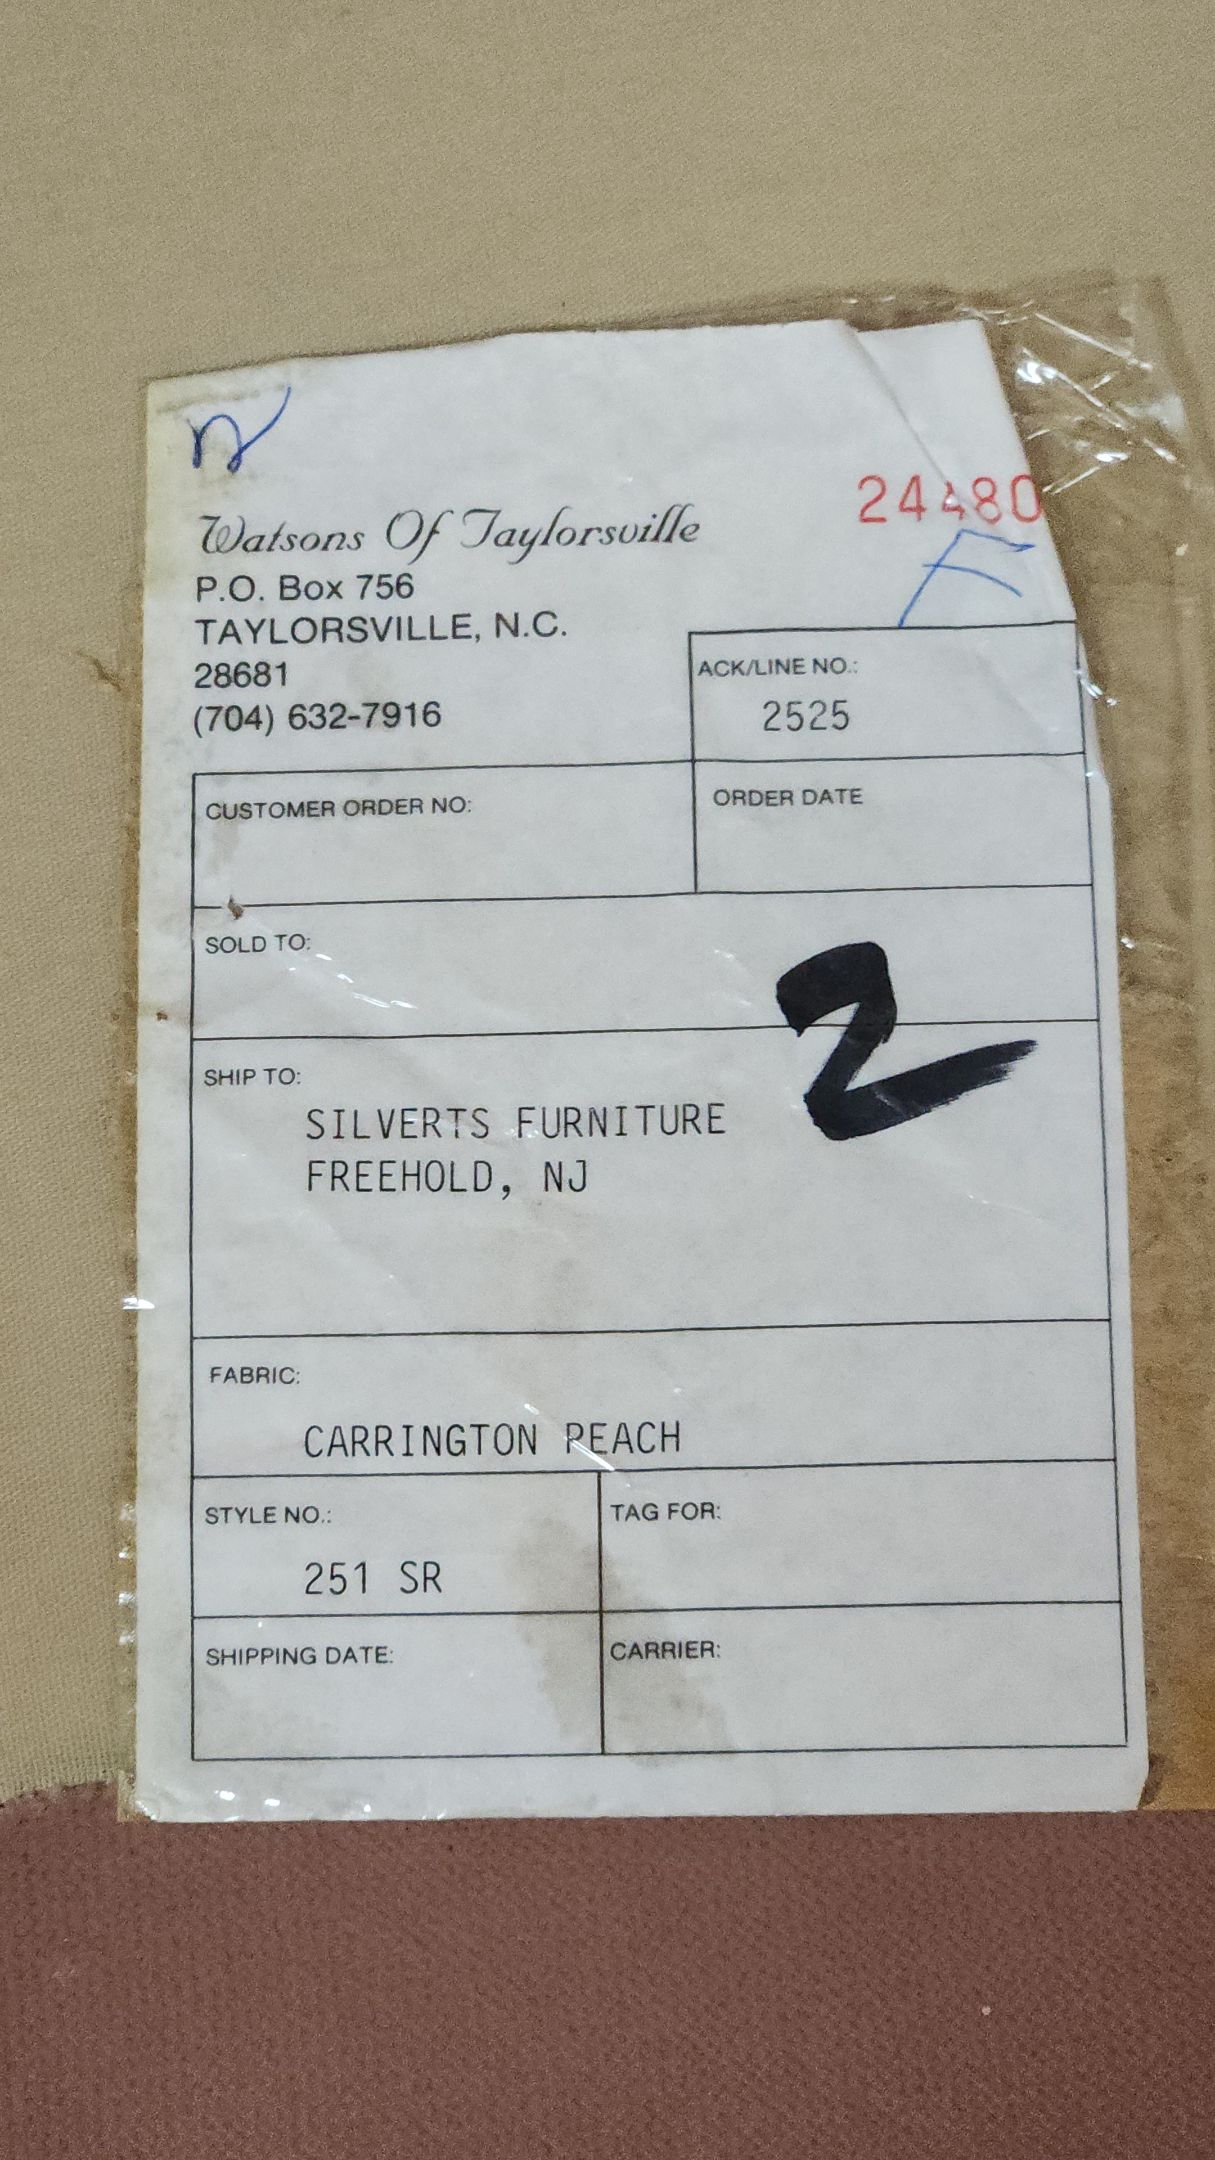 Watsons Of Taylorsville
24480
P.O. Box 756
TAYLORSVILLE, N.C.
28681
(704) 632-7916
F
ACK/LINE NO.:
2525
CUSTOMER ORDER NO:
ORDER DATE
SOLD TO:
2
SHIP TO:
SILVERTS FURNITURE
FREEHOLD, NJ
FABRIC:
CARRINGTON PEACH
STYLE NO.:
251 SR
TAG FOR:
SHIPPING DATE:
CARRIER: